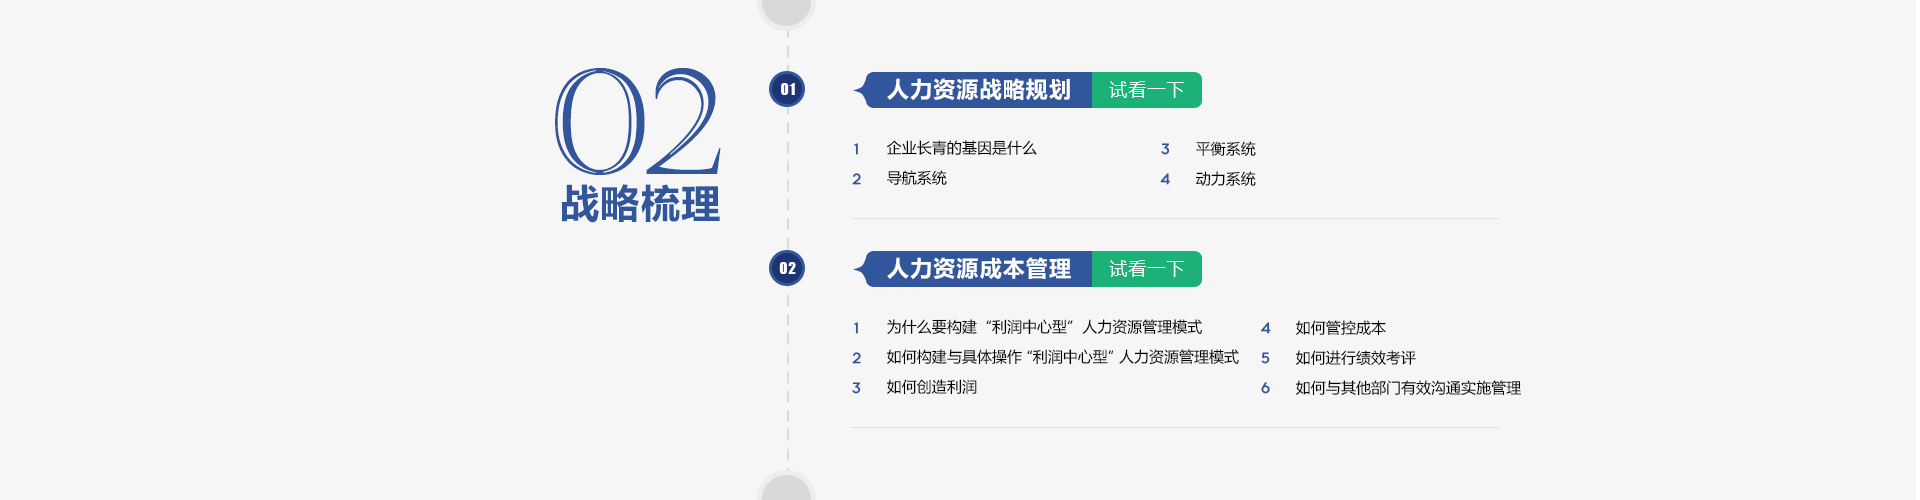 02
战略梳理
01
人力资源战略规划 试看一下
1 企业长青的基因是什么
2 导航系统
3 平衡系统
4 动力系统
02
人力资源成本管理 试看一下
1 为什么要构建“利润中心型”人力资源管理模式
2 如何构建与具体操作“利润中心型”人力资源管理模式
3 如何创造利润
4 如何管控成本
5 如何进行绩效考评
6 如何与其他部门有效沟通实施管理